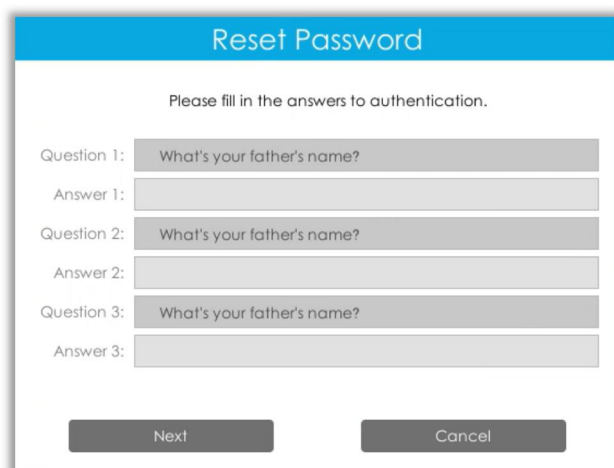 Reset Password
Please fill in the answers to authentication.
Question 1: What's your father's name?
Answer 1:
Question 2: What's your father's name?
Answer 2:
Question 3: What's your father's name?
Answer 3:
Next Cancel